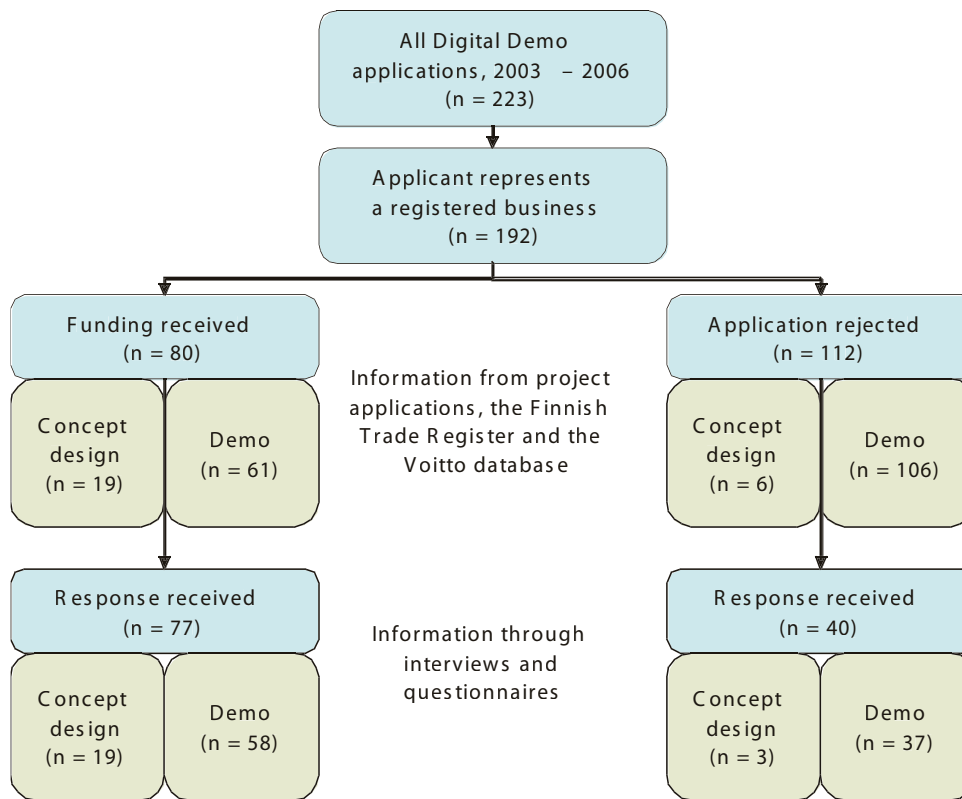 All Digital Demo
applications, 2003 – 2006
(n = 223)
Applicant represents
a registered business
(n = 192)
Funding received
(n = 80)
Application rejected
(n = 112)
Concept
design
(n = 19)
Demo
(n = 61)
Information from project
applications, the Finnish
Trade Register and the
Voitto database
Concept
design
(n = 6)
Demo
(n = 106)
Response received
(n = 77)
Response received
(n = 40)
Concept
design
(n = 19)
Demo
(n = 58)
Information through
interviews and
questionnaires
Concept
design
(n = 3)
Demo
(n = 37)